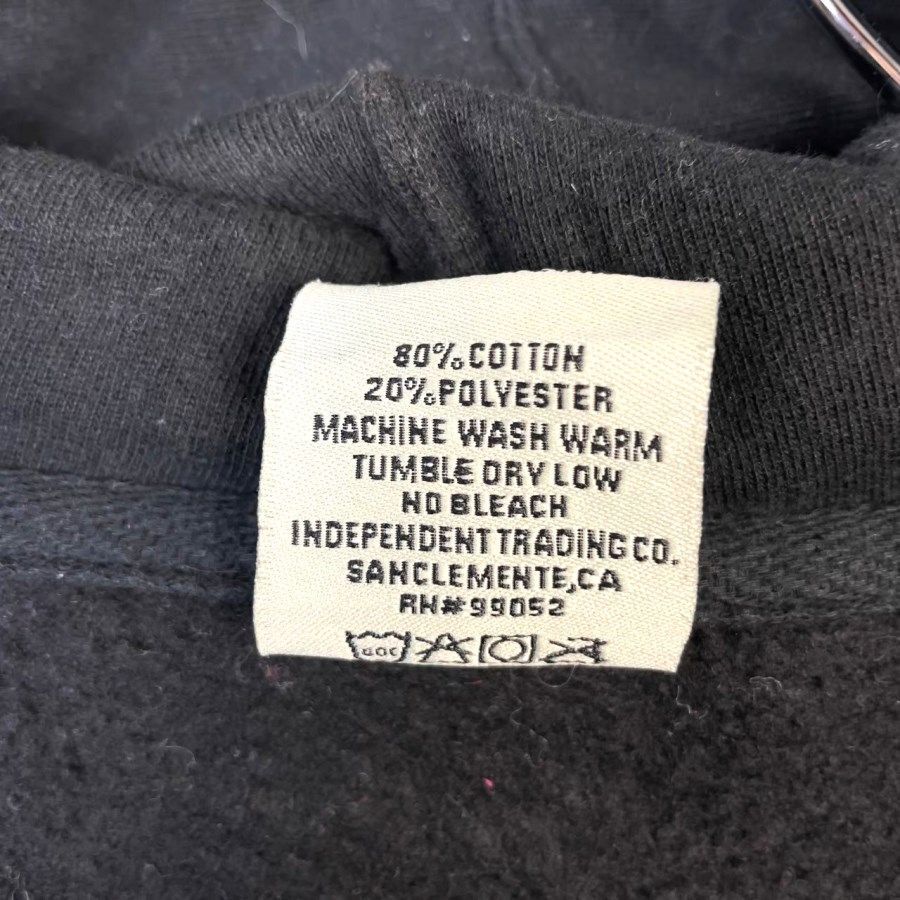 80% COTTON
20% POLYESTER
MACHINE WASH WARM
TUMBLE DRY LOW
NO BLEACH
INDEPENDENT TRADING CO.
SAN CLEMENTE, CA
RN# 99052